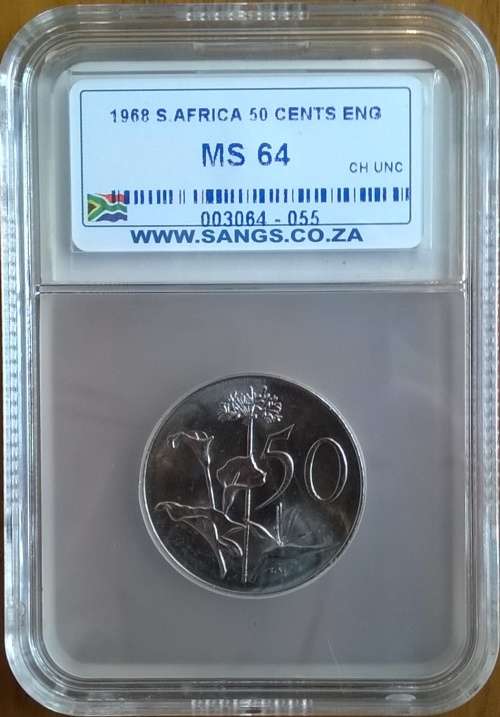 1968 S.AFRICA 50 CENTS ENG
MS 64
CH UNC
003064 - 055
WWW.SANGS.CO.ZA
50